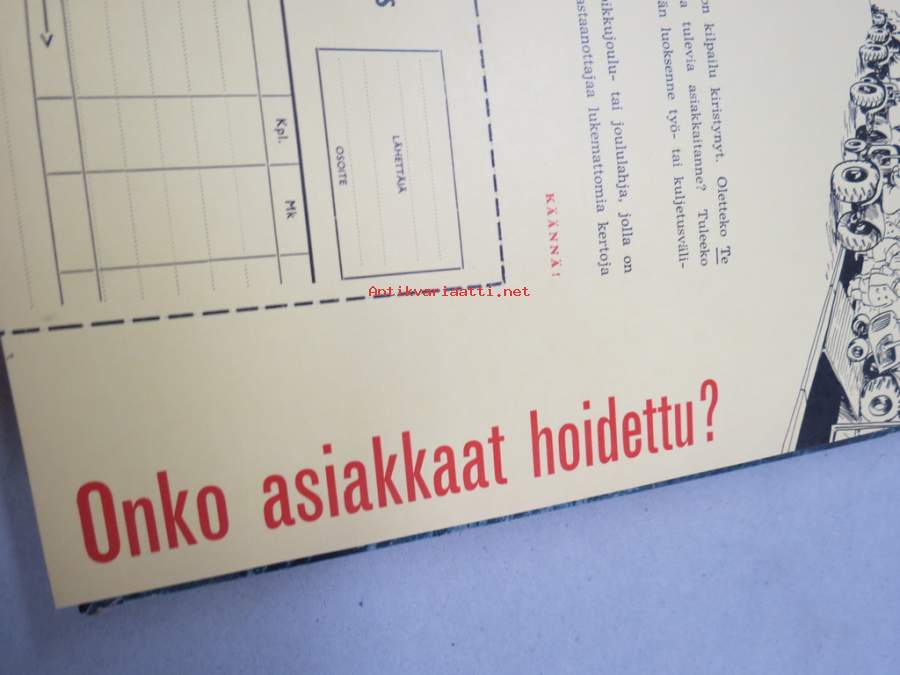 Onko asiakkaat hoidettu?
on kilpailu kiristynyt. Oletteko Te
a tulevia asiakkaitanne? Tuleeko
än luoksenne työ- tai kuljetusväli-
pikkujoulu- tai joululahja, jolla on
astaanottajaa lukemattomia kertoja
KÄÄNNÄ!
LÄHETTÄJÄ
OSOITE
Kpl.
Mk
S
Antikvariaatti.net